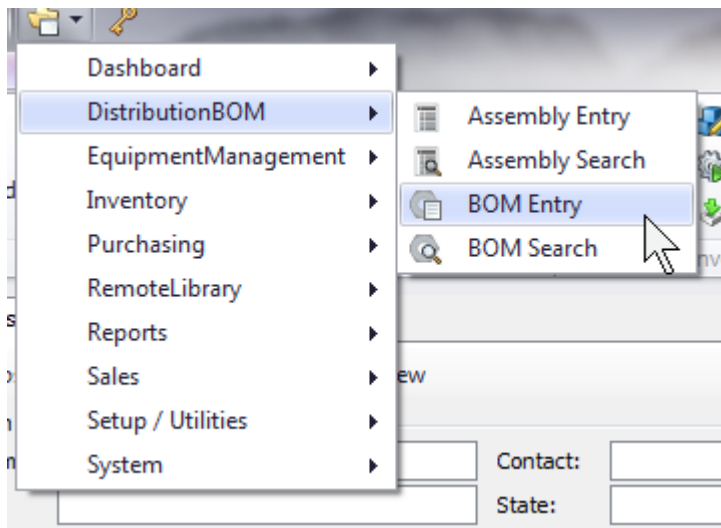 Dashboard
DistributionBOM
EquipmentManagement
Inventory
Purchasing
RemoteLibrary
Reports
Sales
Setup / Utilities
System
Assembly Entry
Assembly Search
BOM Entry
BOM Search
Contact:
State: